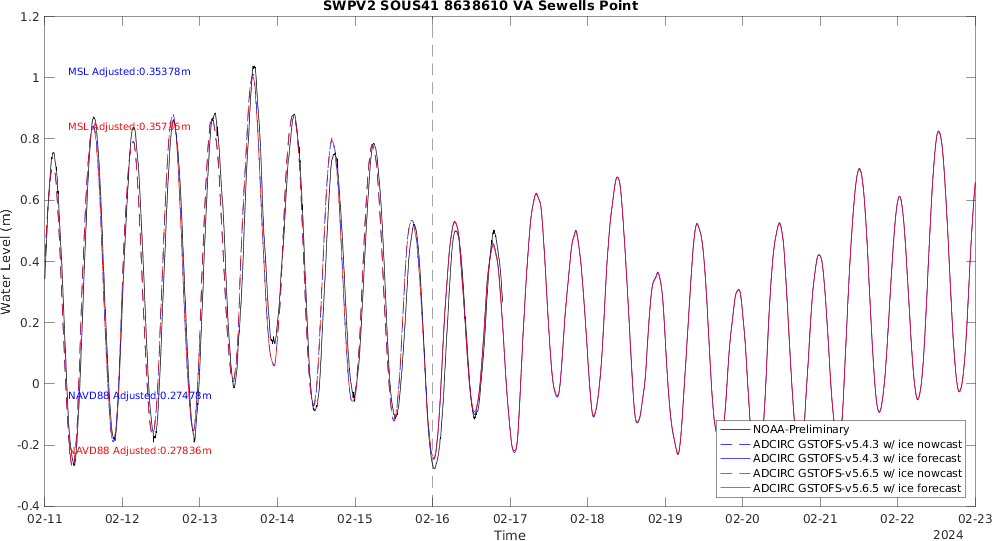 SWPV2 SOUS41 8638610 VA Sewells Point
1.2
1
0.8
0.6
0.4
0.2
0
-0.2
-0.4
Water Level (m)
MSL Adjusted:0.35378m
MSL
NAVD88 Adjusted:0.27478m
NAVD88 Adjusted:0.27836m
NOAA-Preliminary
ADCIRC GSTOFS-v5.4.3 w/ ice nowcast
ADCIRC GSTOFS-v5.4.3 w/ ice forecast
ADCIRC GSTOFS-v5.6.5 w/ ice nowcast
ADCIRC GSTOFS-v5.6.5 w/ ice forecast
02-11 02-12 02-13 02-14 02-15 02-16 02-17 02-18 02-19 02-20 02-21 02-22 02-23
Time
2024